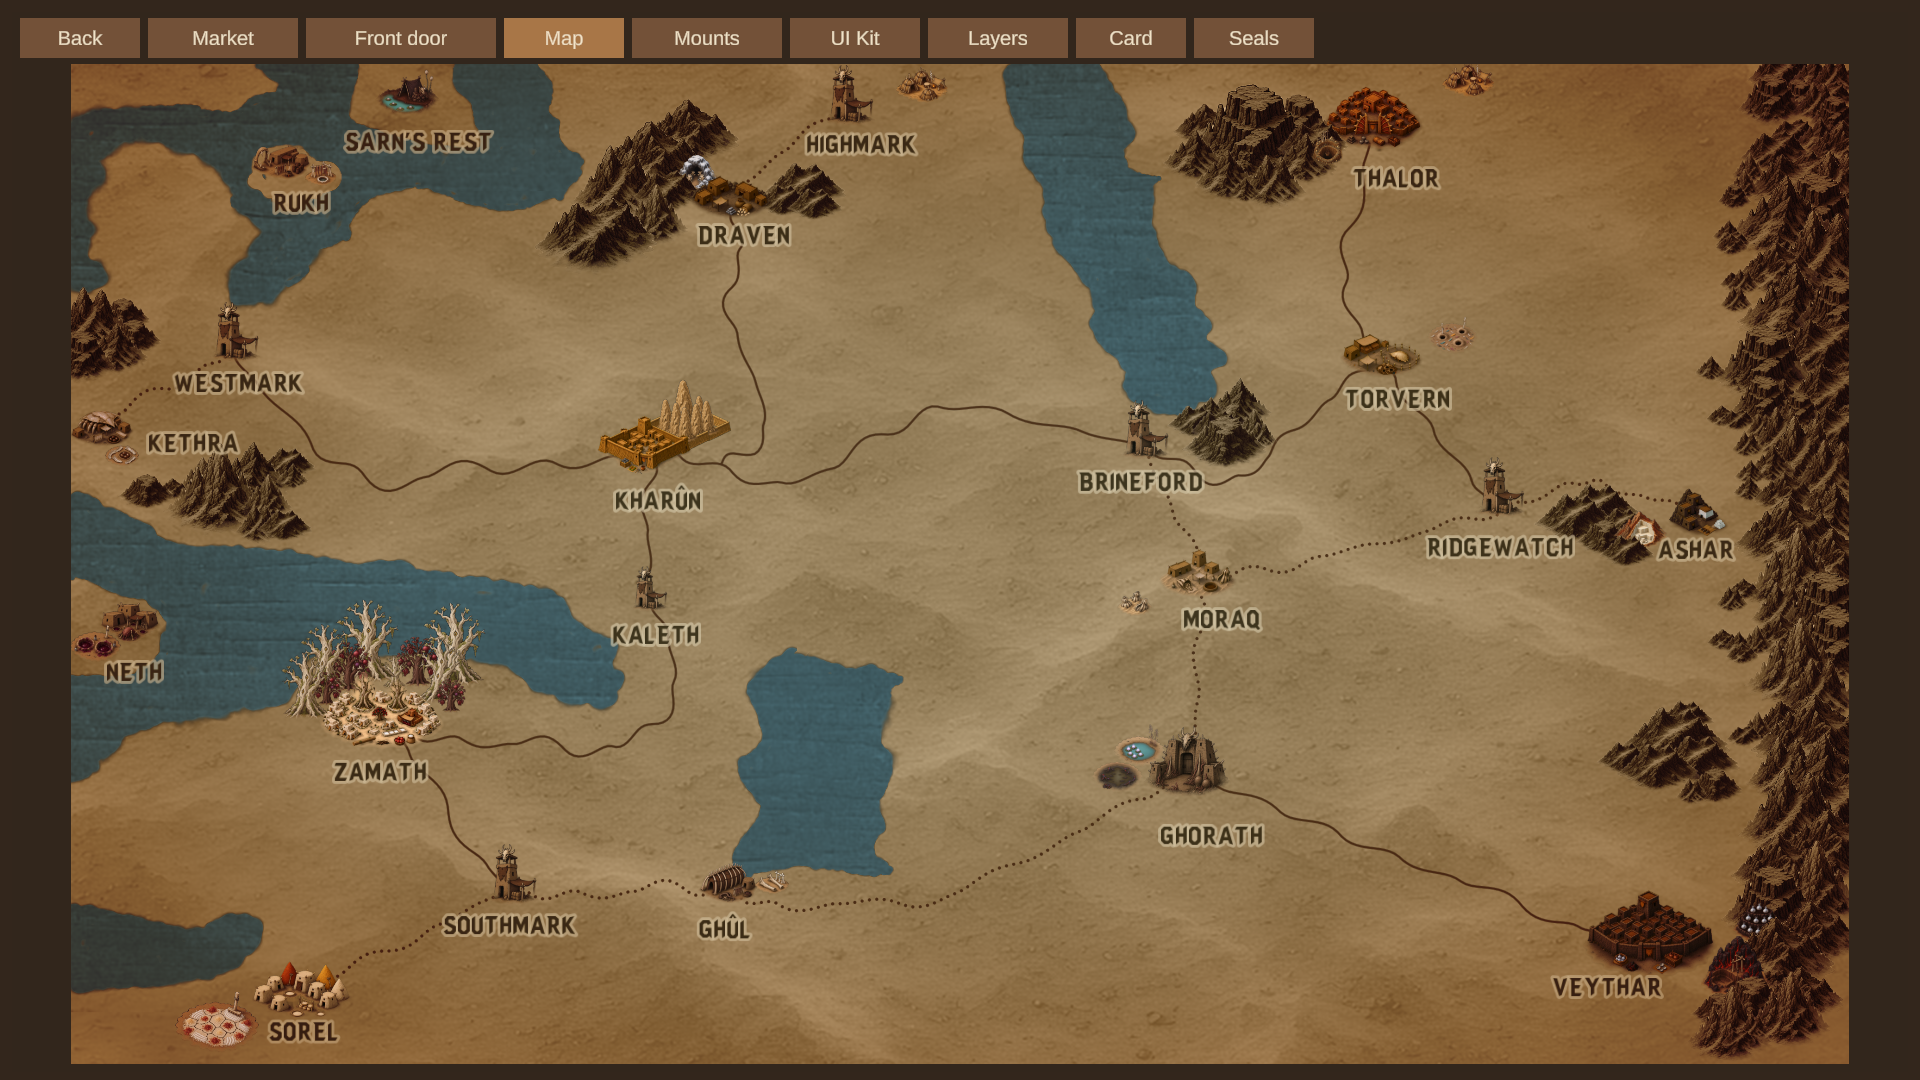 Back
Market
Front door
Map
Mounts
UI Kit
Layers
Card
Seals
SARN'S REST
HIGHMARK
THALOR
RUKH
DRAVEN
WESTMARK
TORVERN
KETHRA
BRINEFORD
KHARÛN
RIDGEWATCH
ASHAR
MORAQ
KALETH
NETH
ZAMATH
GHORATH
SOUTHMARK
GHÛL
VEYTHAR
SOREL